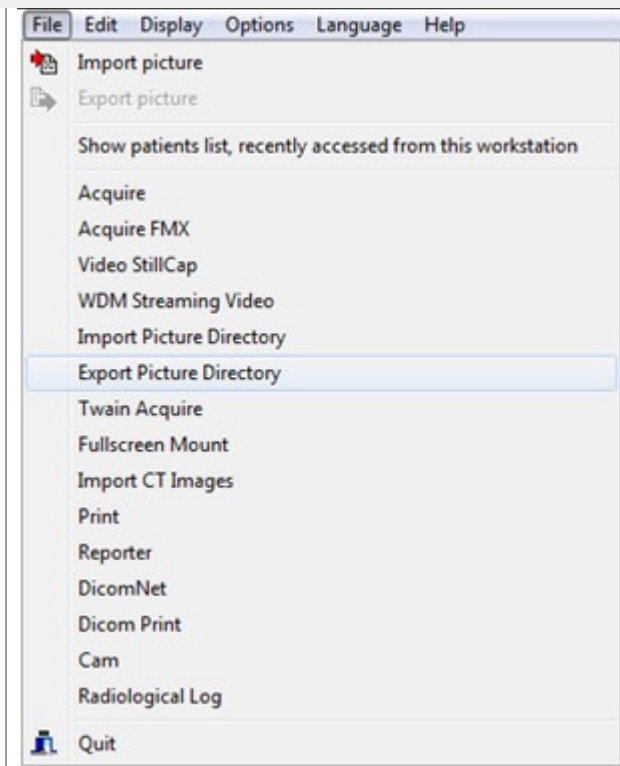 File Edit Display Options Language Help
Import picture
Export picture
Show patients list, recently accessed from this workstation
Acquire
Acquire FMX
Video StillCap
WDM Streaming Video
Import Picture Directory
Export Picture Directory
Twain Acquire
Fullscreen Mount
Import CT Images
Print
Reporter
DicomNet
Dicom Print
Cam
Radiological Log
Quit